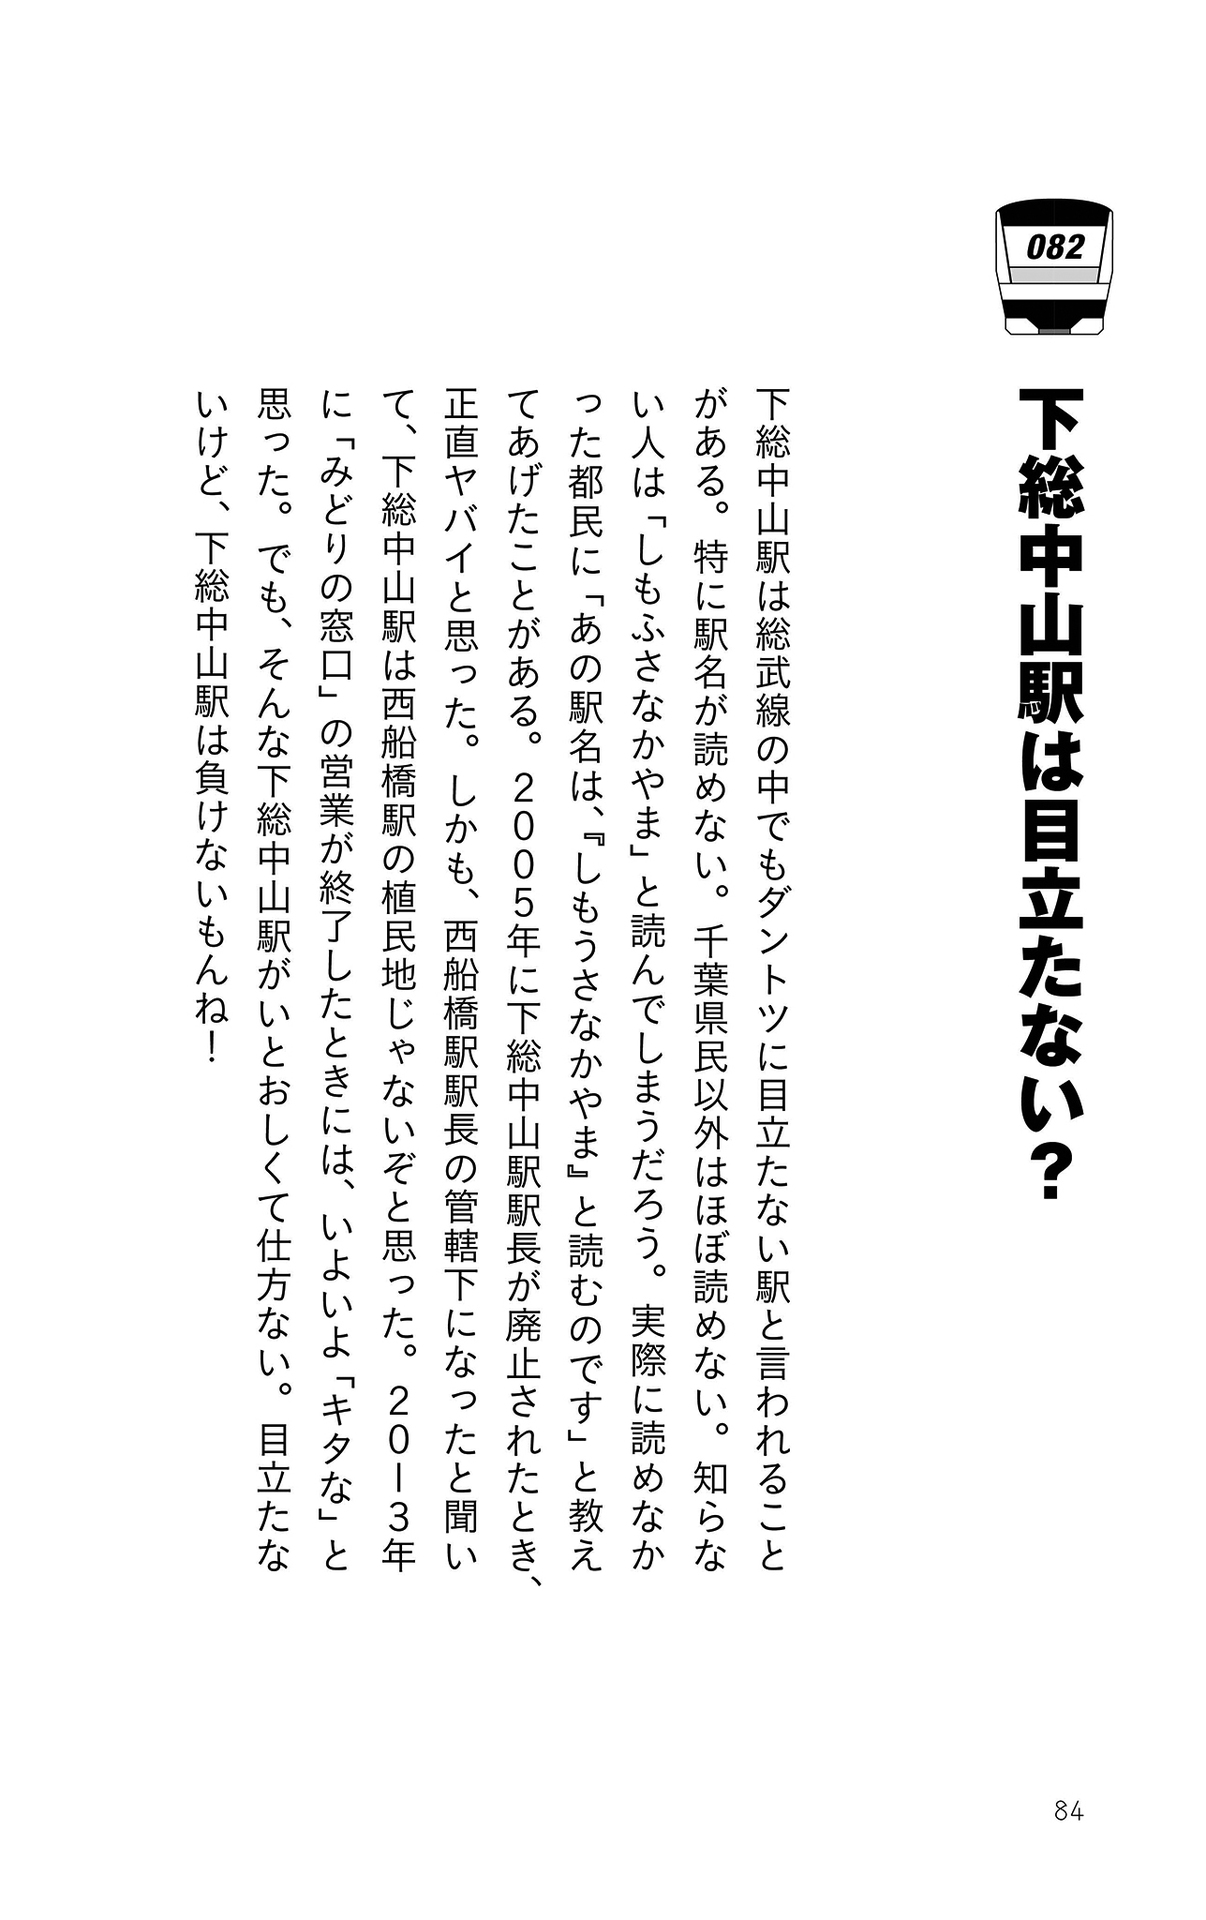 082
下総中山駅は目立たない？
下総中山駅は総武線の中でもダントツに目立たない駅と言われること
がある。特に駅名が読めない。千葉県民以外はほぼ読めない。知らな
い人は「しもふさなかやま」と読んでしまうだろう。実際に読めなか
った都民に「あの駅名は、『しもうさなかやま』と読むのです」と教え
てあげたことがある。2005年に下総中山駅駅長が廃止されたとき、
正直ヤバイと思った。しかも、西船橋駅駅長の管轄下になったと聞い
て、下総中山駅は西船橋駅の植民地じゃないぞと思った。2013年
に「みどりの窓口」の営業が終了したときには、いよいよ「キタな」と
思った。でも、そんな下総中山駅がいとおしくて仕方ない。目立たな
いけど、下総中山駅は負けないもんね！
84